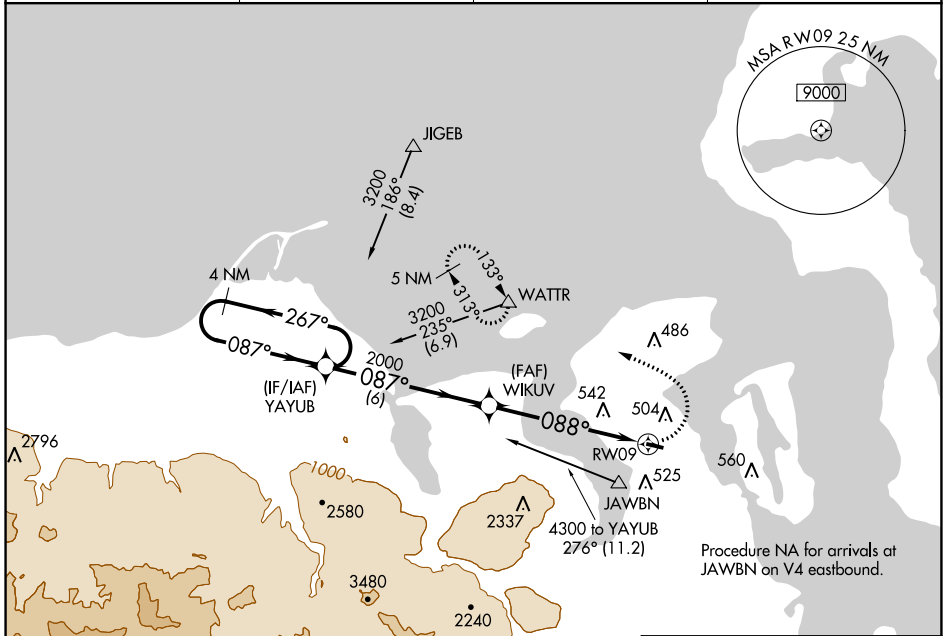 MSA RW09 25 NM
9000
JIGEB
3200
186°
(8.4)
4 NM
5 NM
133°
313°
WATTR
3200
235°
(6.9)
267°
087°
(IF/IAF)
YAYUB
2000
087°
(6)
(FAF)
WIKUV
088°
486
542
504
RW09
525
560
JAWBN
4300 to YAYUB
276° (11.2)
2796
1000
2580
2337
3480
2240
Procedure NA for arrivals at
JAWBN on V4 eastbound.